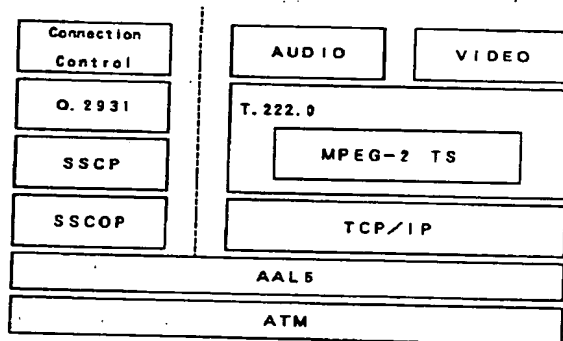 Connection
Control
AUDIO
VIDEO
Q. 2931
T. 222. 0
MPEG-2 TS
SSCP
SSCOP
TCP/IP
AAL5
ATM